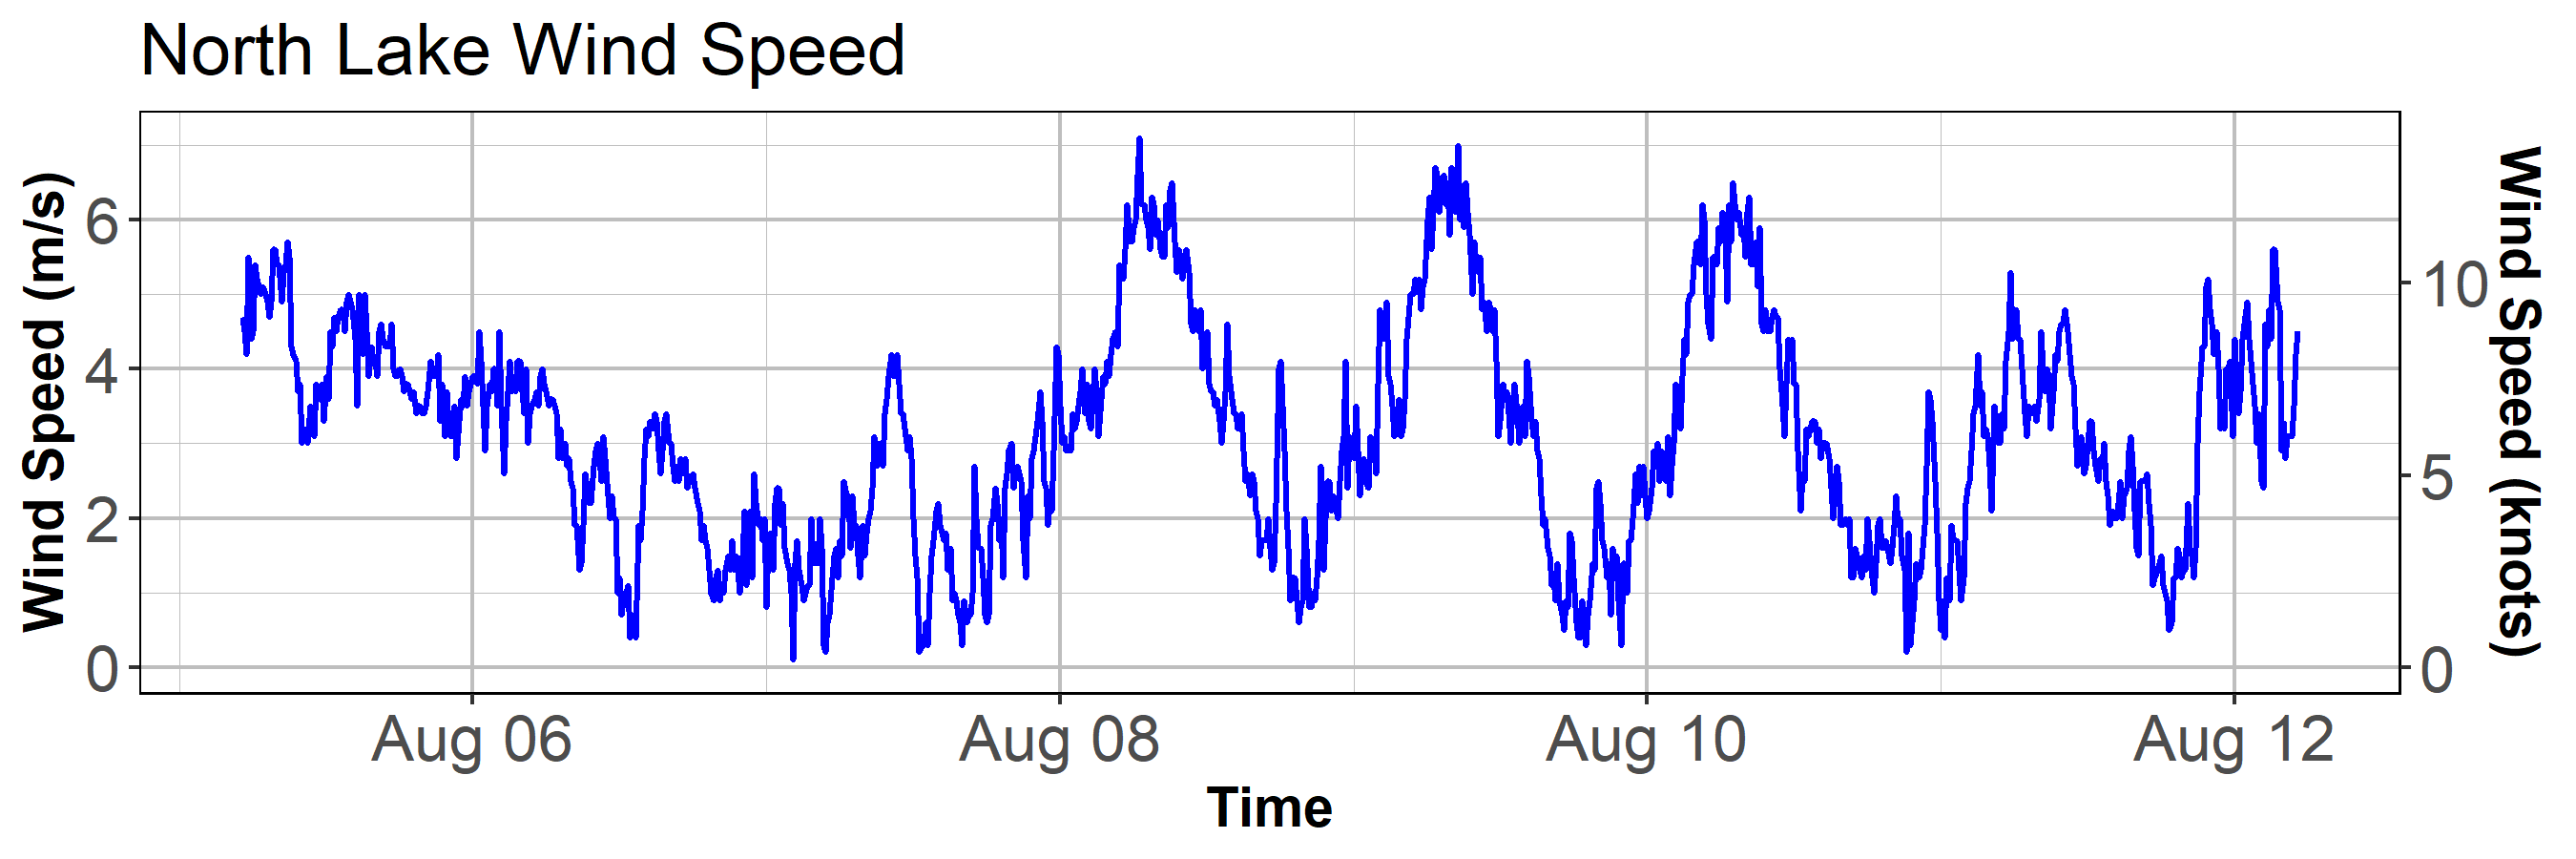 North Lake Wind Speed
Wind Speed (m/s)
6
4
2
0
10
5
0
Wind Speed (knots)
Aug 06
Aug 08
Aug 10
Aug 12
Time